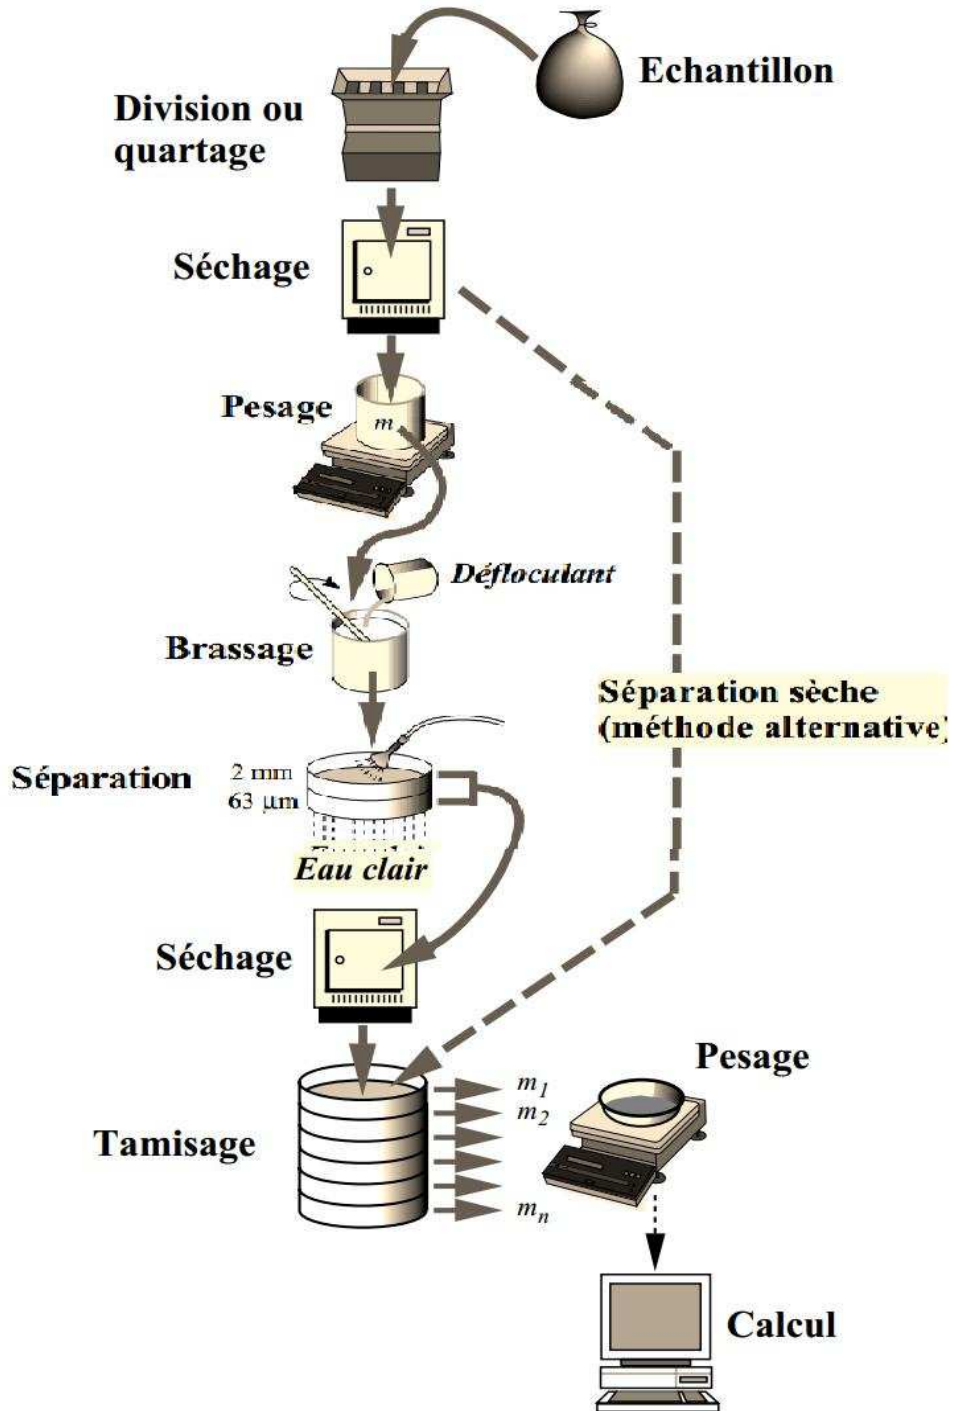 Echantillon
Division ou
quartage
Séchage
Pesage
m
Défloculant
Brassage
Séparation sèche
(méthode alternative)
Séparation
2 mm
63 µm
Eau clair
Séchage
Pesage
m1
m2
Tamisage
mn
Calcul